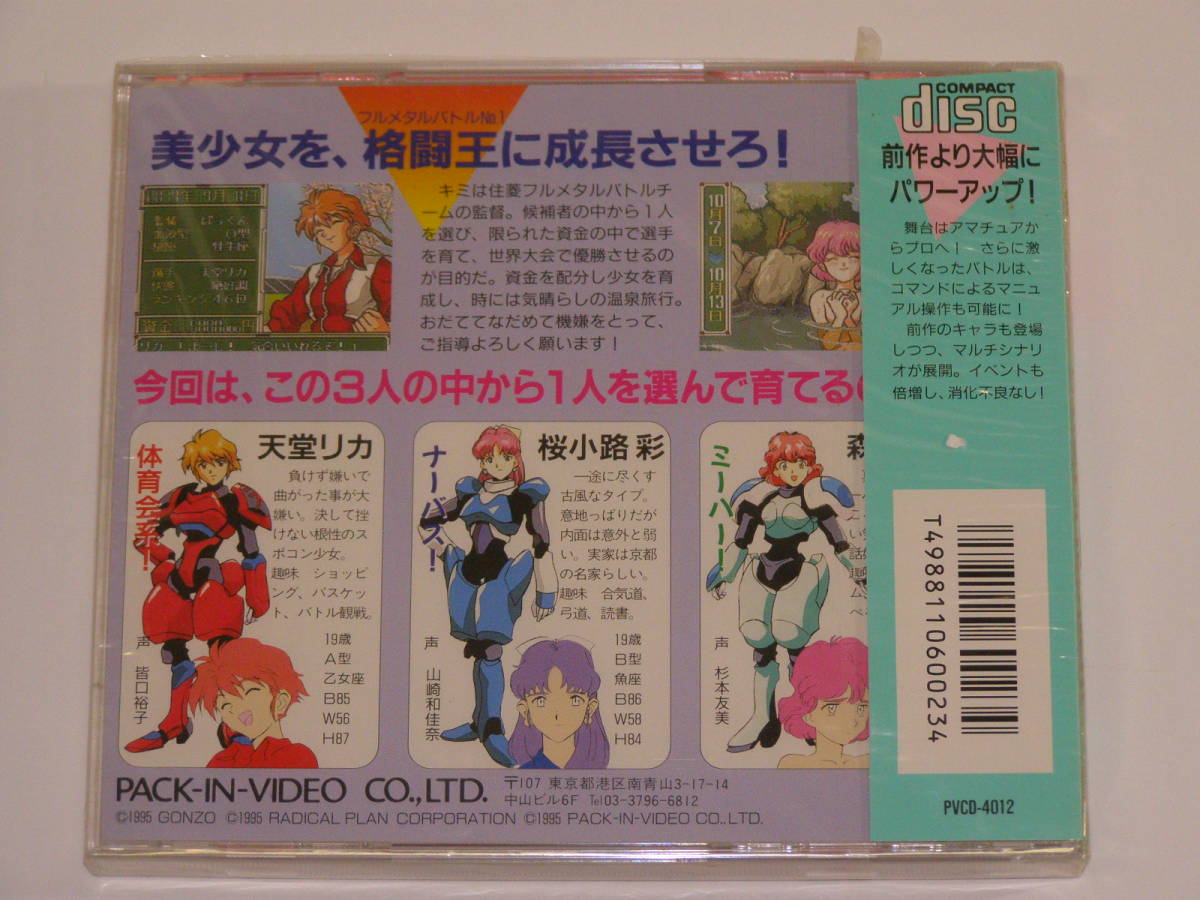 フルメタルバトル№1
美少女を、格闘王に成長させろ！
キミは住菱フルメタルバトルチ
ームの監督。候補者の中から1人
を選び、限られた資金の中で選手
を育て、世界大会で優勝させるの
が目的だ。資金を配分し少女を育
成し、時には気晴らしの温泉旅行。
おだててなだめて機嫌をとって、
ご指導よろしく願います！
天堂リカ
資金
10月7日
10月13日
今回は、この3人の中から1人を選んで育てる
体育会系！
天堂リカ
負けず嫌いで
曲がった事が大
嫌い。決して挫
けない根性のス
ポコン少女。
趣味 ショッピ
ング、バスケッ
ト、バトル観戦。
声 皆口裕子
19歳
A型
乙女座
B85
W56
H87
ナーバス！
桜小路 彩
一途に尽くす
古風なタイプ。
意地っぱりだが
内面は意外と弱
い。実家は京都
の名家らしい。
趣味 合気道、
弓道、読書。
声 山崎和佳奈
19歳
B型
魚座
B86
W58
H84
ミーハー！
森
声 杉本友美
PACK-IN-VIDEO CO.,LTD.
〒107 東京都港区南青山3-17-14
中山ビル6F Tel03-3796-6812
©1995 GONZO ©1995 RADICAL PLAN CORPORATION ©1995 PACK-IN-VIDEO CO.,LTD.
COMPACT
disc
前作より大幅に
パワーアップ！
舞台はアマチュアか
らプロへ！ さらに激
しくなったバトルは、
コマンドによるマニュ
アル操作も可能に！
前作のキャラも登場
しつつ、マルチシナリ
オが展開。イベントも
倍増し、消化不良なし！
T4988110600234
PVCD-4012